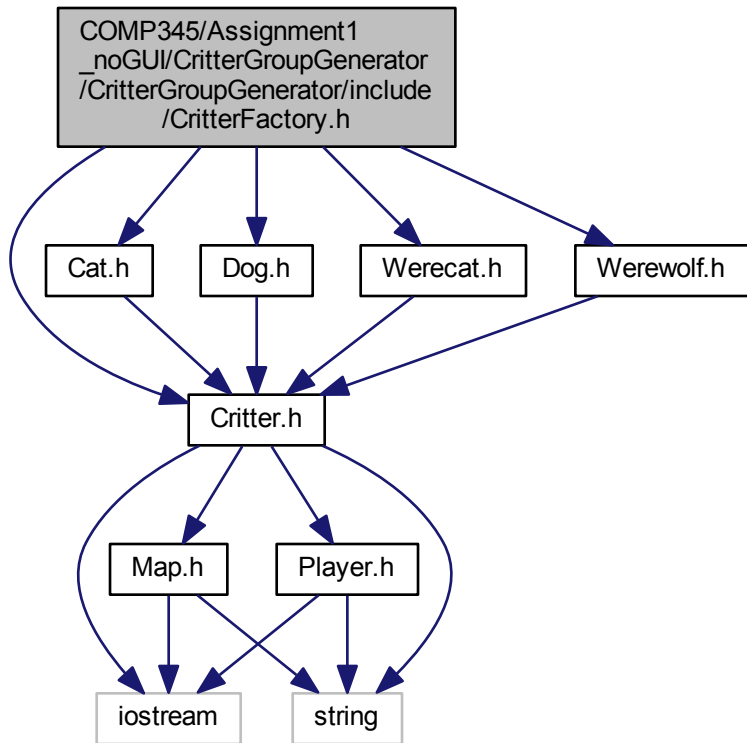 COMP345/Assignment1
_noGUI/CritterGroupGenerator
/CritterGroupGenerator/include
/CritterFactory.h
Cat.h
Dog.h
Werecat.h
Werewolf.h
Critter.h
Map.h
Player.h
iostream
string